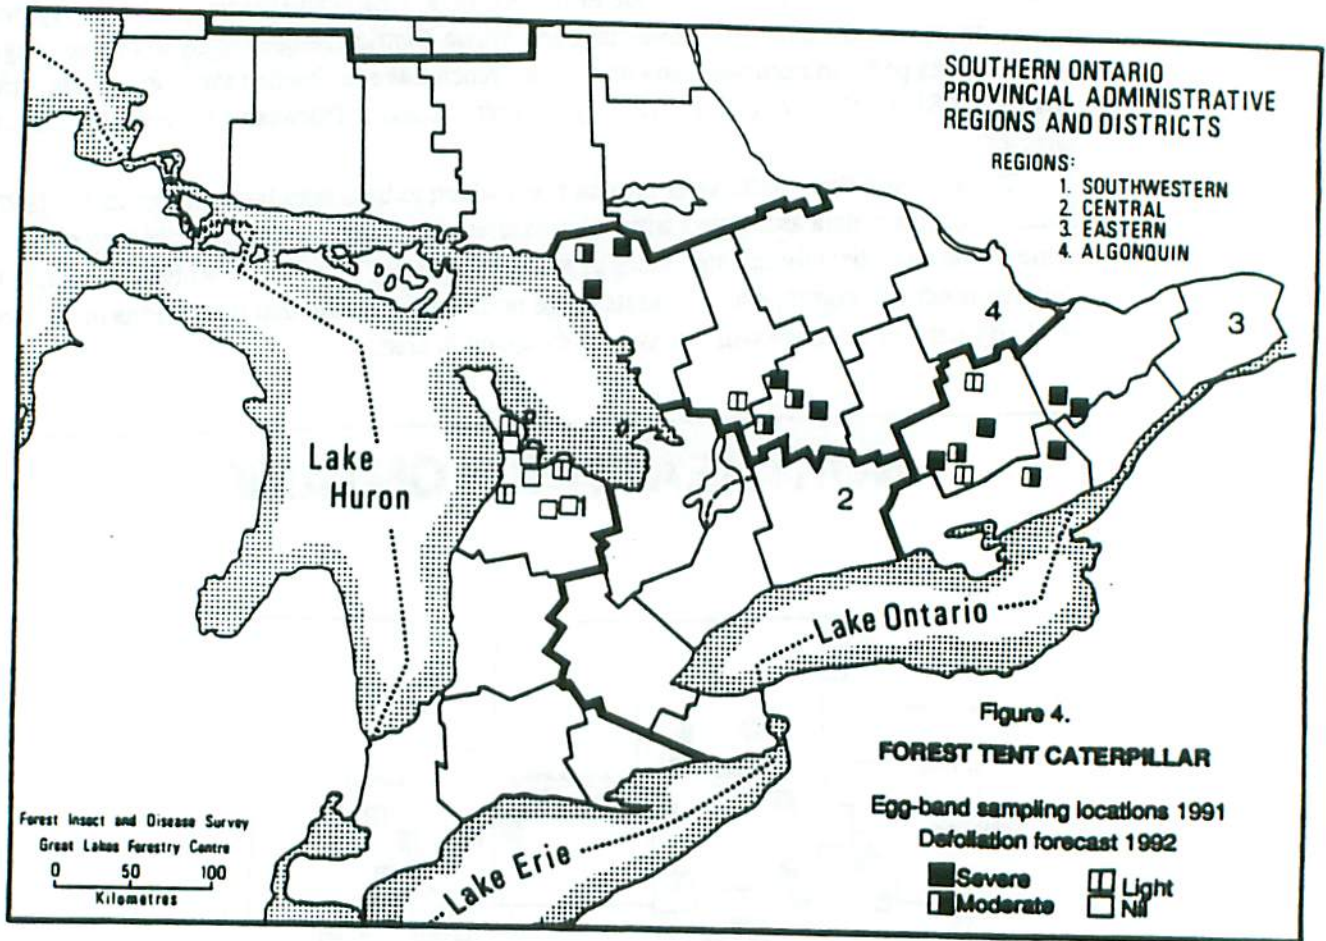 SOUTHERN ONTARIO
PROVINCIAL ADMINISTRATIVE
REGIONS AND DISTRICTS
REGIONS:
1. SOUTHWESTERN
2. CENTRAL
3. EASTERN
4. ALGONQUIN
4
3
Lake
Huron
2
Lake Ontario
Figure 4.
FOREST TENT CATERPILLAR
Egg-band sampling locations 1991
Defoliation forecast 1992
Severe
Light
Moderate
Nil
Forest Insect and Disease Survey
Great Lakes Forestry Centre
0 50 100
Kilometres
Lake Erie
1